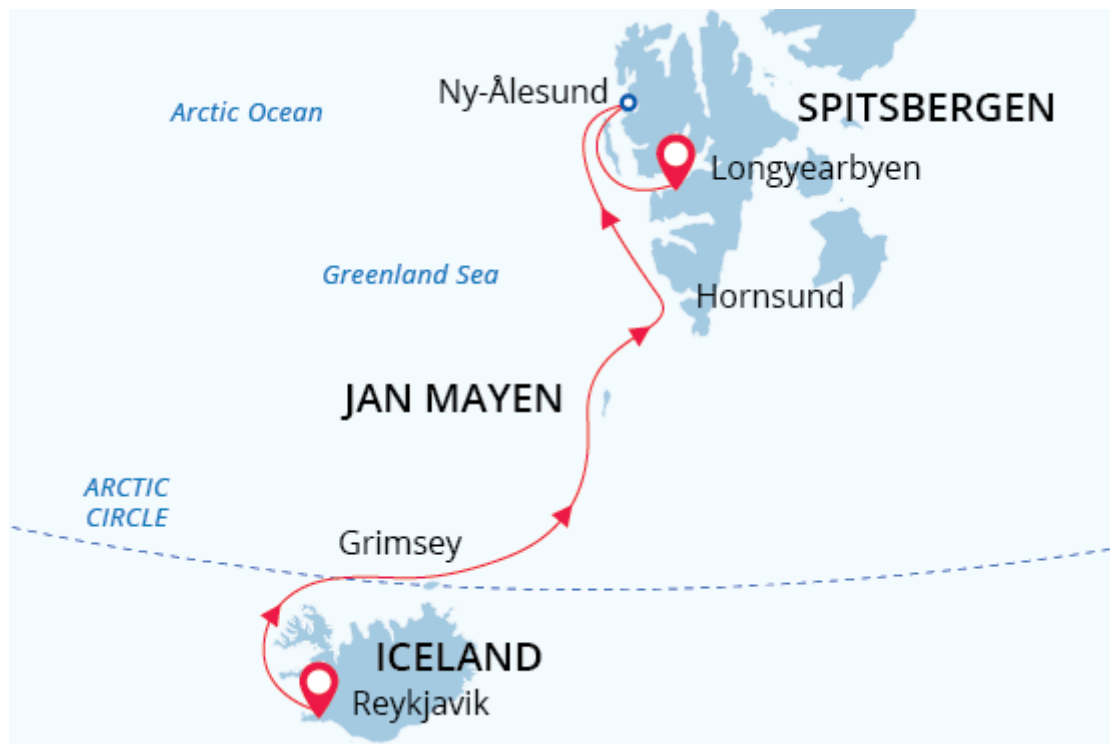 Ny-Ålesund
SPITSBERGEN
Arctic Ocean
Longyearbyen
Greenland Sea
Hornsund
JAN MAYEN
ARCTIC
CIRCLE
Grimsey
ICELAND
Reykjavik